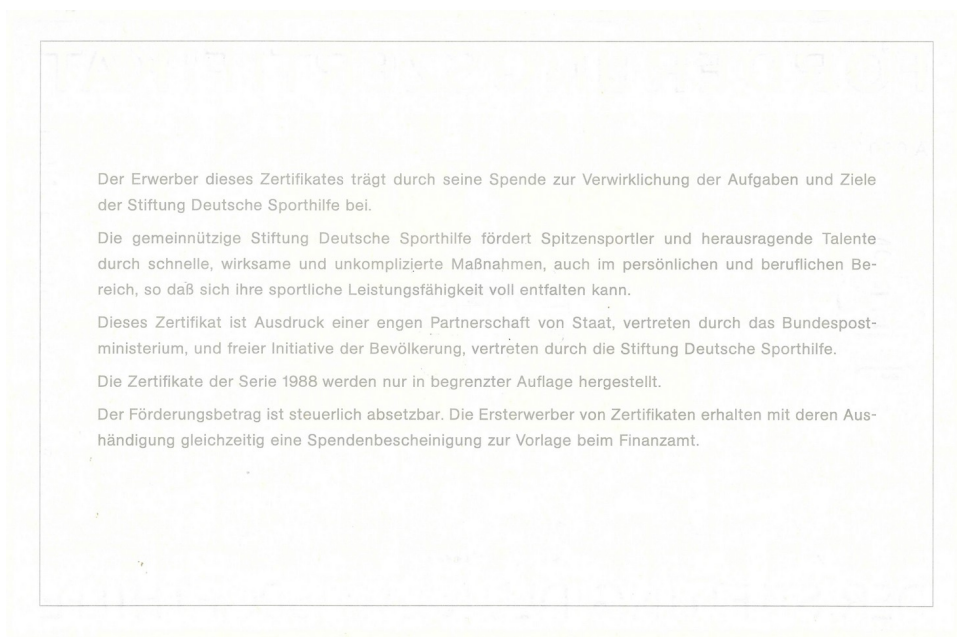 Der Erwerber dieses Zertifikates trägt durch seine Spende zur Verwirklichung der Aufgaben und Ziele
der Stiftung Deutsche Sporthilfe bei.
Die gemeinnützige Stiftung Deutsche Sporthilfe fördert Spitzensportler und herausragende Talente
durch schnelle, wirksame und unkomplizierte Maßnahmen, auch im persönlichen und beruflichen Be-
reich, so daß sich ihre sportliche Leistungsfähigkeit voll entfalten kann.
Dieses Zertifikat ist Ausdruck einer engen Partnerschaft von Staat, vertreten durch das Bundespost-
ministerium, und freier Initiative der Bevölkerung, vertreten durch die Stiftung Deutsche Sporthilfe.
Die Zertifikate der Serie 1988 werden nur in begrenzter Auflage hergestellt.
Der Förderungsbetrag ist steuerlich absetzbar. Die Ersterwerber von Zertifikaten erhalten mit deren Aus-
händigung gleichzeitig eine Spendenbescheinigung zur Vorlage beim Finanzamt.